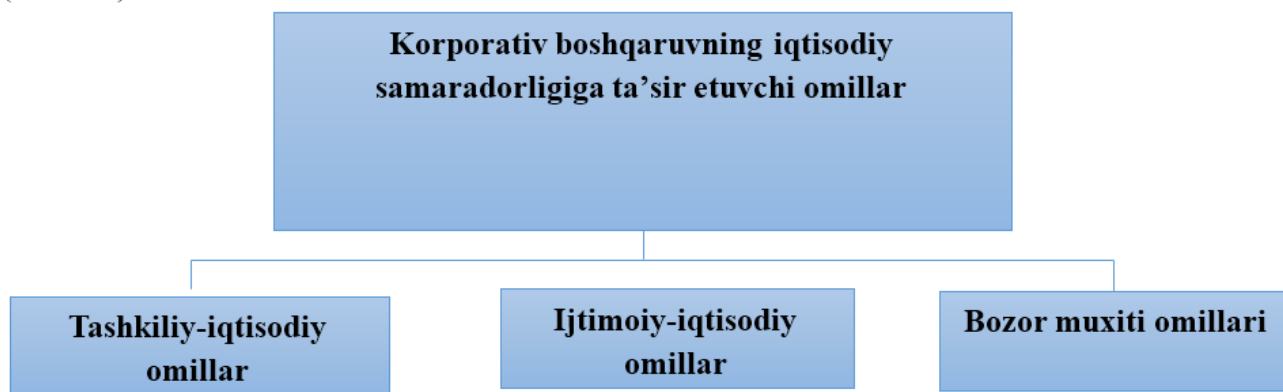 Korporativ boshqaruvning iqtisodiy
samaradorligiga ta’sir etuvchi omillar
Tashkiliy-iqtisodiy
omillar
Ijtimoiy-iqtisodiy
omillar
Bozor muxiti omillari